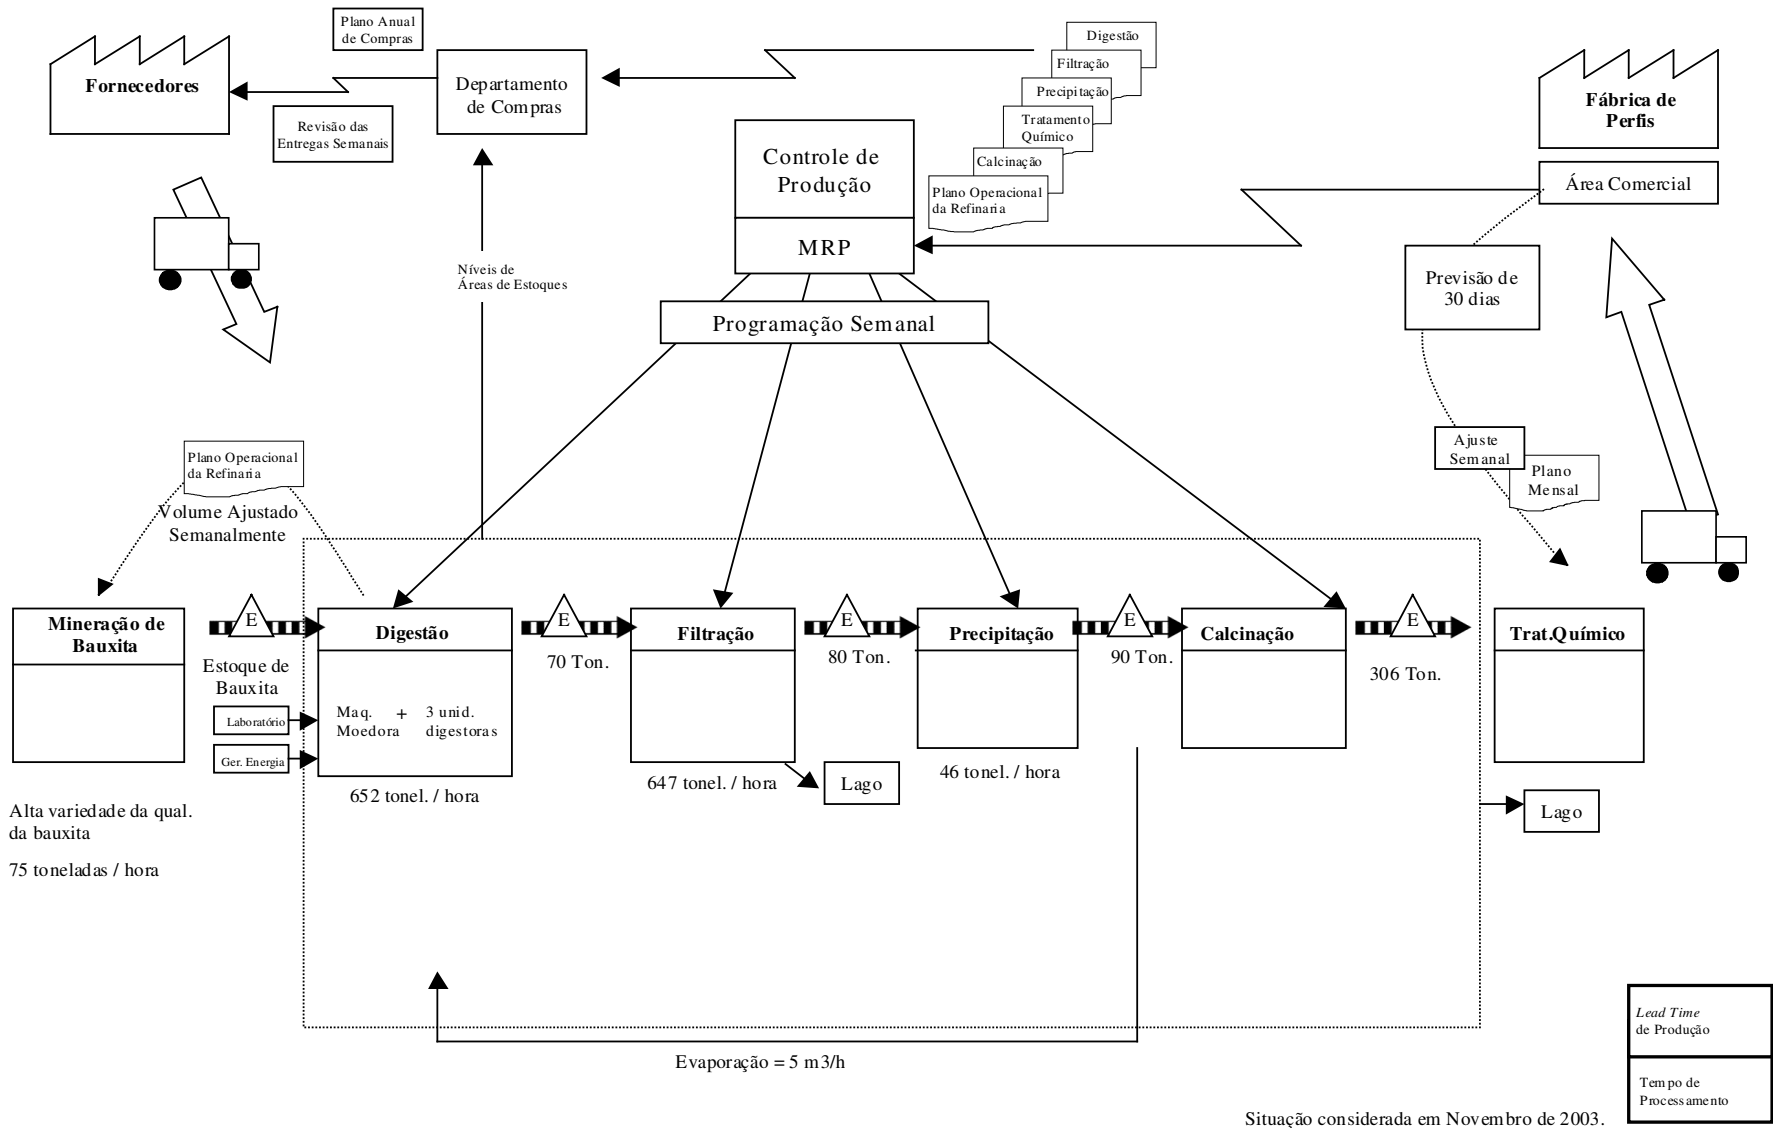 Plano Anual
de Compras
Fornecedores
Departamento
de Compras
Revisão das
Entregas Semanais
Digestão
Filtração
Precipitação
Tratamento
Químico
Calcinação
Plano Operacional
da Refinaria
Controle de
Produção
MRP
Fábrica de
Perfis
Área Comercial
Previsão de
30 dias
Níveis de
Áreas de Estoques
Programação Semanal
Ajuste
Semanal
Plano
Mensal
Plano Operacional
da Refinaria
Volume Ajustado
Semanalmente
Mineração de
Bauxita
E
Estoque de
Bauxita
Laboratório
Ger. Energia
Digestão
Maq. + 3 unid.
Moedora digestoras
652 tonel. / hora
E
70 Ton.
Filtração
647 tonel. / hora
Lago
E
80 Ton.
Precipitação
46 tonel. / hora
E
90 Ton.
Calcinação
E
306 Ton.
Trat.Químico
Lago
Alta variedade da qual.
da bauxita
75 toneladas / hora
Evaporação = 5 m3/h
Lead Time
de Produção
Tempo de
Processamento
Situação considerada em Novembro de 2003.